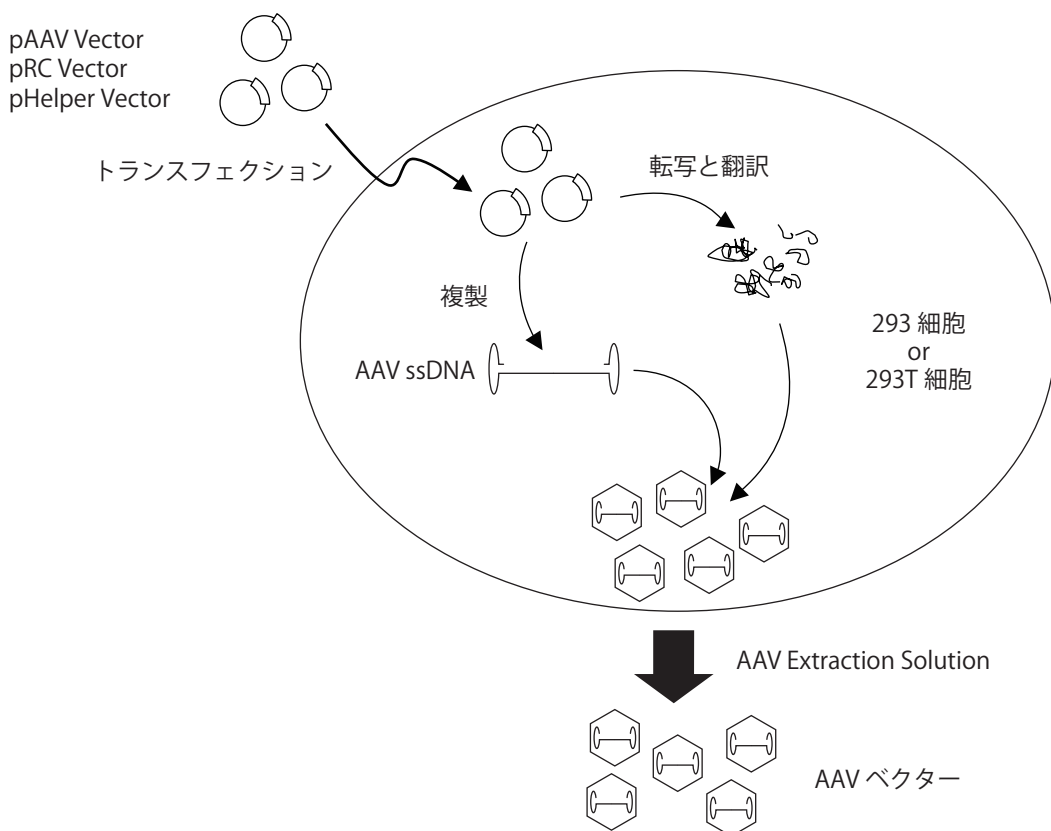 pAAV Vector
pRC Vector
pHelper Vector
トランスフェクション
転写と翻訳
複製
AAV ssDNA
293 細胞
or
293T 細胞
AAV Extraction Solution
AAV ベクター